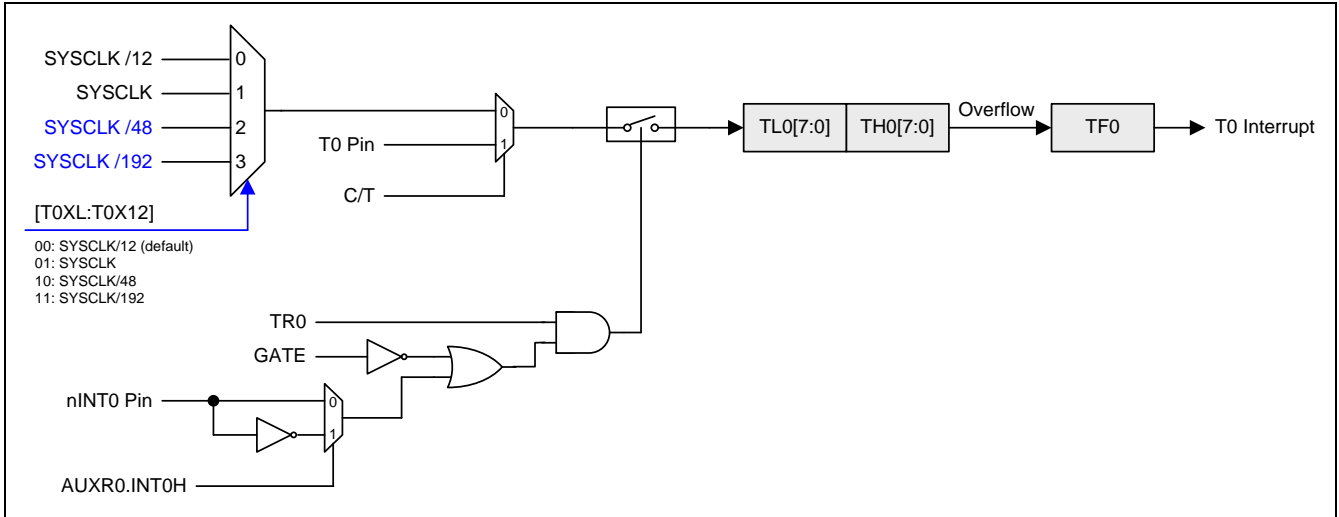 SYSCLK /12
0
SYSCLK
1
SYSCLK /48
2
SYSCLK /192
3
[T0XL:T0X12]
00: SYSCLK/12 (default)
01: SYSCLK
10: SYSCLK/48
11: SYSCLK/192
0
T0 Pin
1
C/T
TL0[7:0]
TH0[7:0]
Overflow
TF0
T0 Interrupt
TR0
GATE
nINT0 Pin
0
1
AUXR0.INT0H